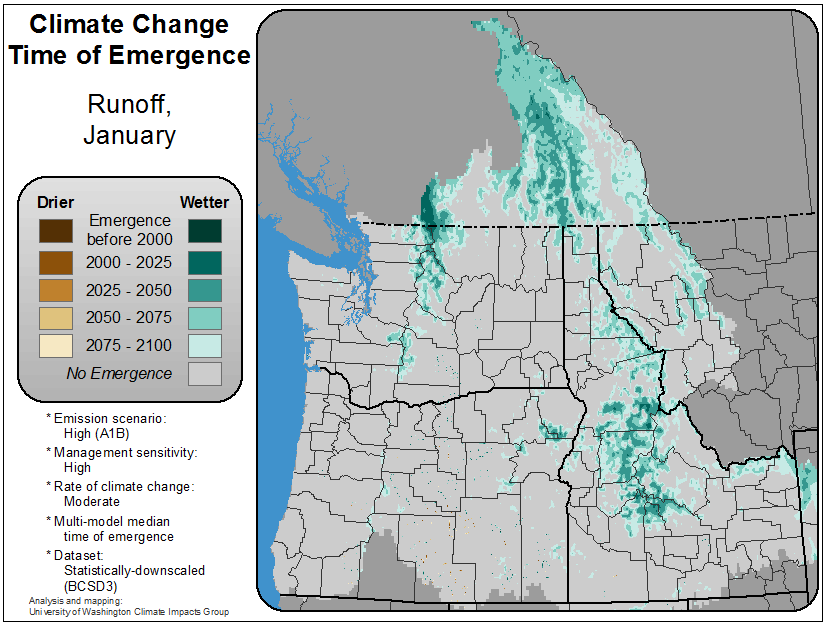 Climate Change
Time of Emergence
Runoff,
January
Drier
Wetter
Emergence
before 2000
2000 - 2025
2025 - 2050
2050 - 2075
2075 - 2100
No Emergence
* Emission scenario:
High (A1B)
* Management sensitivity:
High
* Rate of climate change:
Moderate
* Multi-model median
time of emergence
* Dataset:
Statistically-downscaled
(BCSD3)
Analysis and mapping:
University of Washington Climate Impacts Group